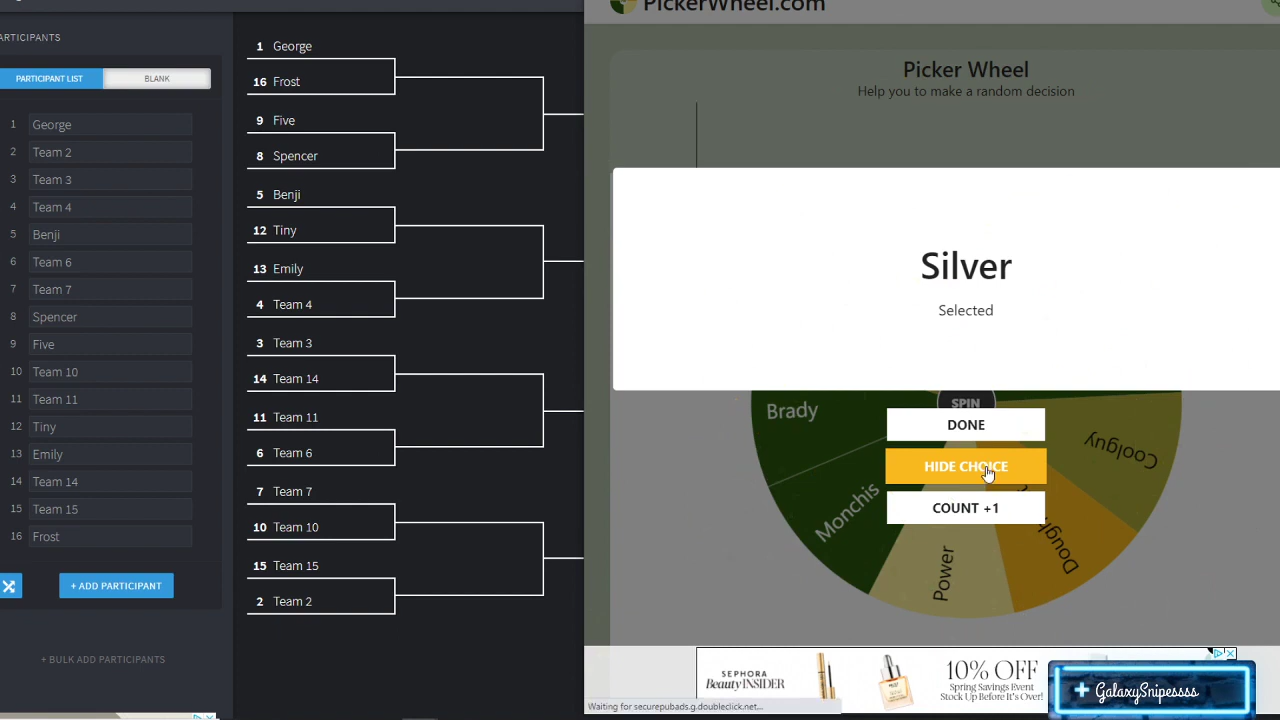 ARTICIPANTS
PARTICIPANT LIST
BLANK
1 George
2 Team 2
3 Team 3
4 Team 4
5 Benji
6 Team 6
7 Team 7
8 Spencer
9 Five
10 Team 10
11 Team 11
12 Tiny
13 Emily
14 Team 14
15 Team 15
16 Frost
+ ADD PARTICIPANT
+ BULK ADD PARTICIPANTS
1 George
16 Frost
9 Five
8 Spencer
5 Benji
12 Tiny
13 Emily
4 Team 4
3 Team 3
14 Team 14
11 Team 11
6 Team 6
7 Team 7
10 Team 10
15 Team 15
2 Team 2
PickerWheel.com
Picker Wheel
Help you to make a random decision
Silver
Selected
SPIN
DONE
HIDE CHOICE
COUNT +1
Brady
Monchis
Power
Coolguy
SEPHORA
Beauty INSIDER
10% OFF
Spring Savings Event
Stock Up Before It's Over!
+ GalaxySnipessss
Waiting for securepubads.g.doubleclick.net...